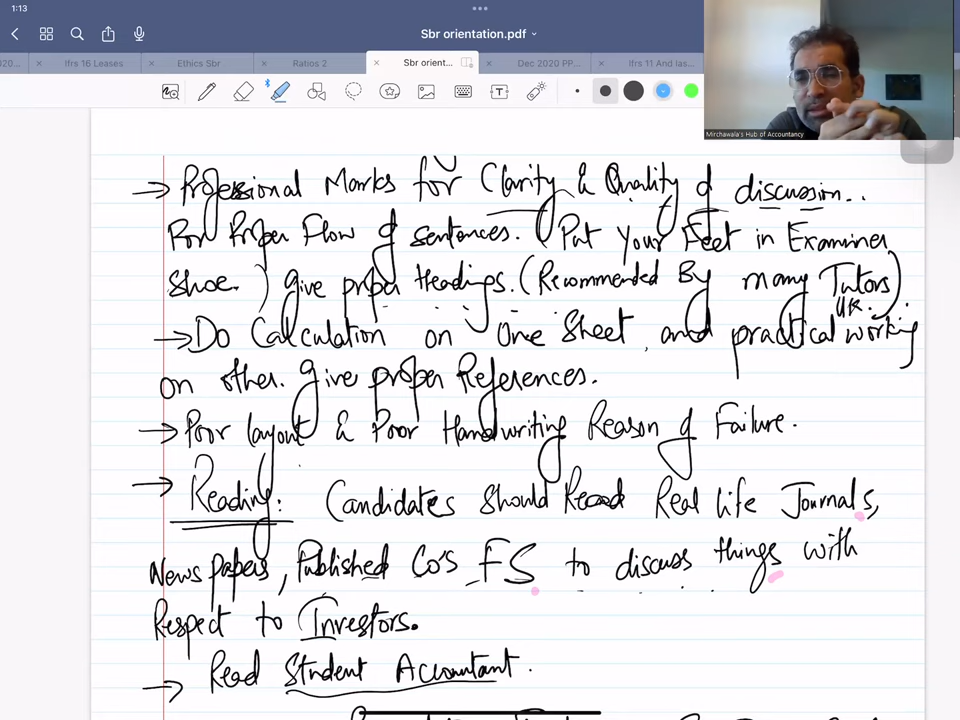 1:13
Sbr orientation.pdf
020...
Ifrs 16 Leases
Ethics Sbr
Ratios 2
Sbr orient...
Dec 2020 PP...
Ifrs 11 And las...
Mirchawala's Hub of Accountancy
→ Professional Marks for Clarity & Quality of discussion..
For Proper Flow of sentences. (Put Your Feet in Examiner
Shoe.) give proper Headings. (Recommended By many Tutors)
UK.
→ Do Calculation on One Sheet, and practical working
on other. give proper References.
→ Poor layout & Poor Handwriting Reason of Failure.
→ Reading: Candidates Should Read Real life Journals,
News papers, Published Co's FS to discuss things with
Respect to Investors.
→ Read Student Accountant.